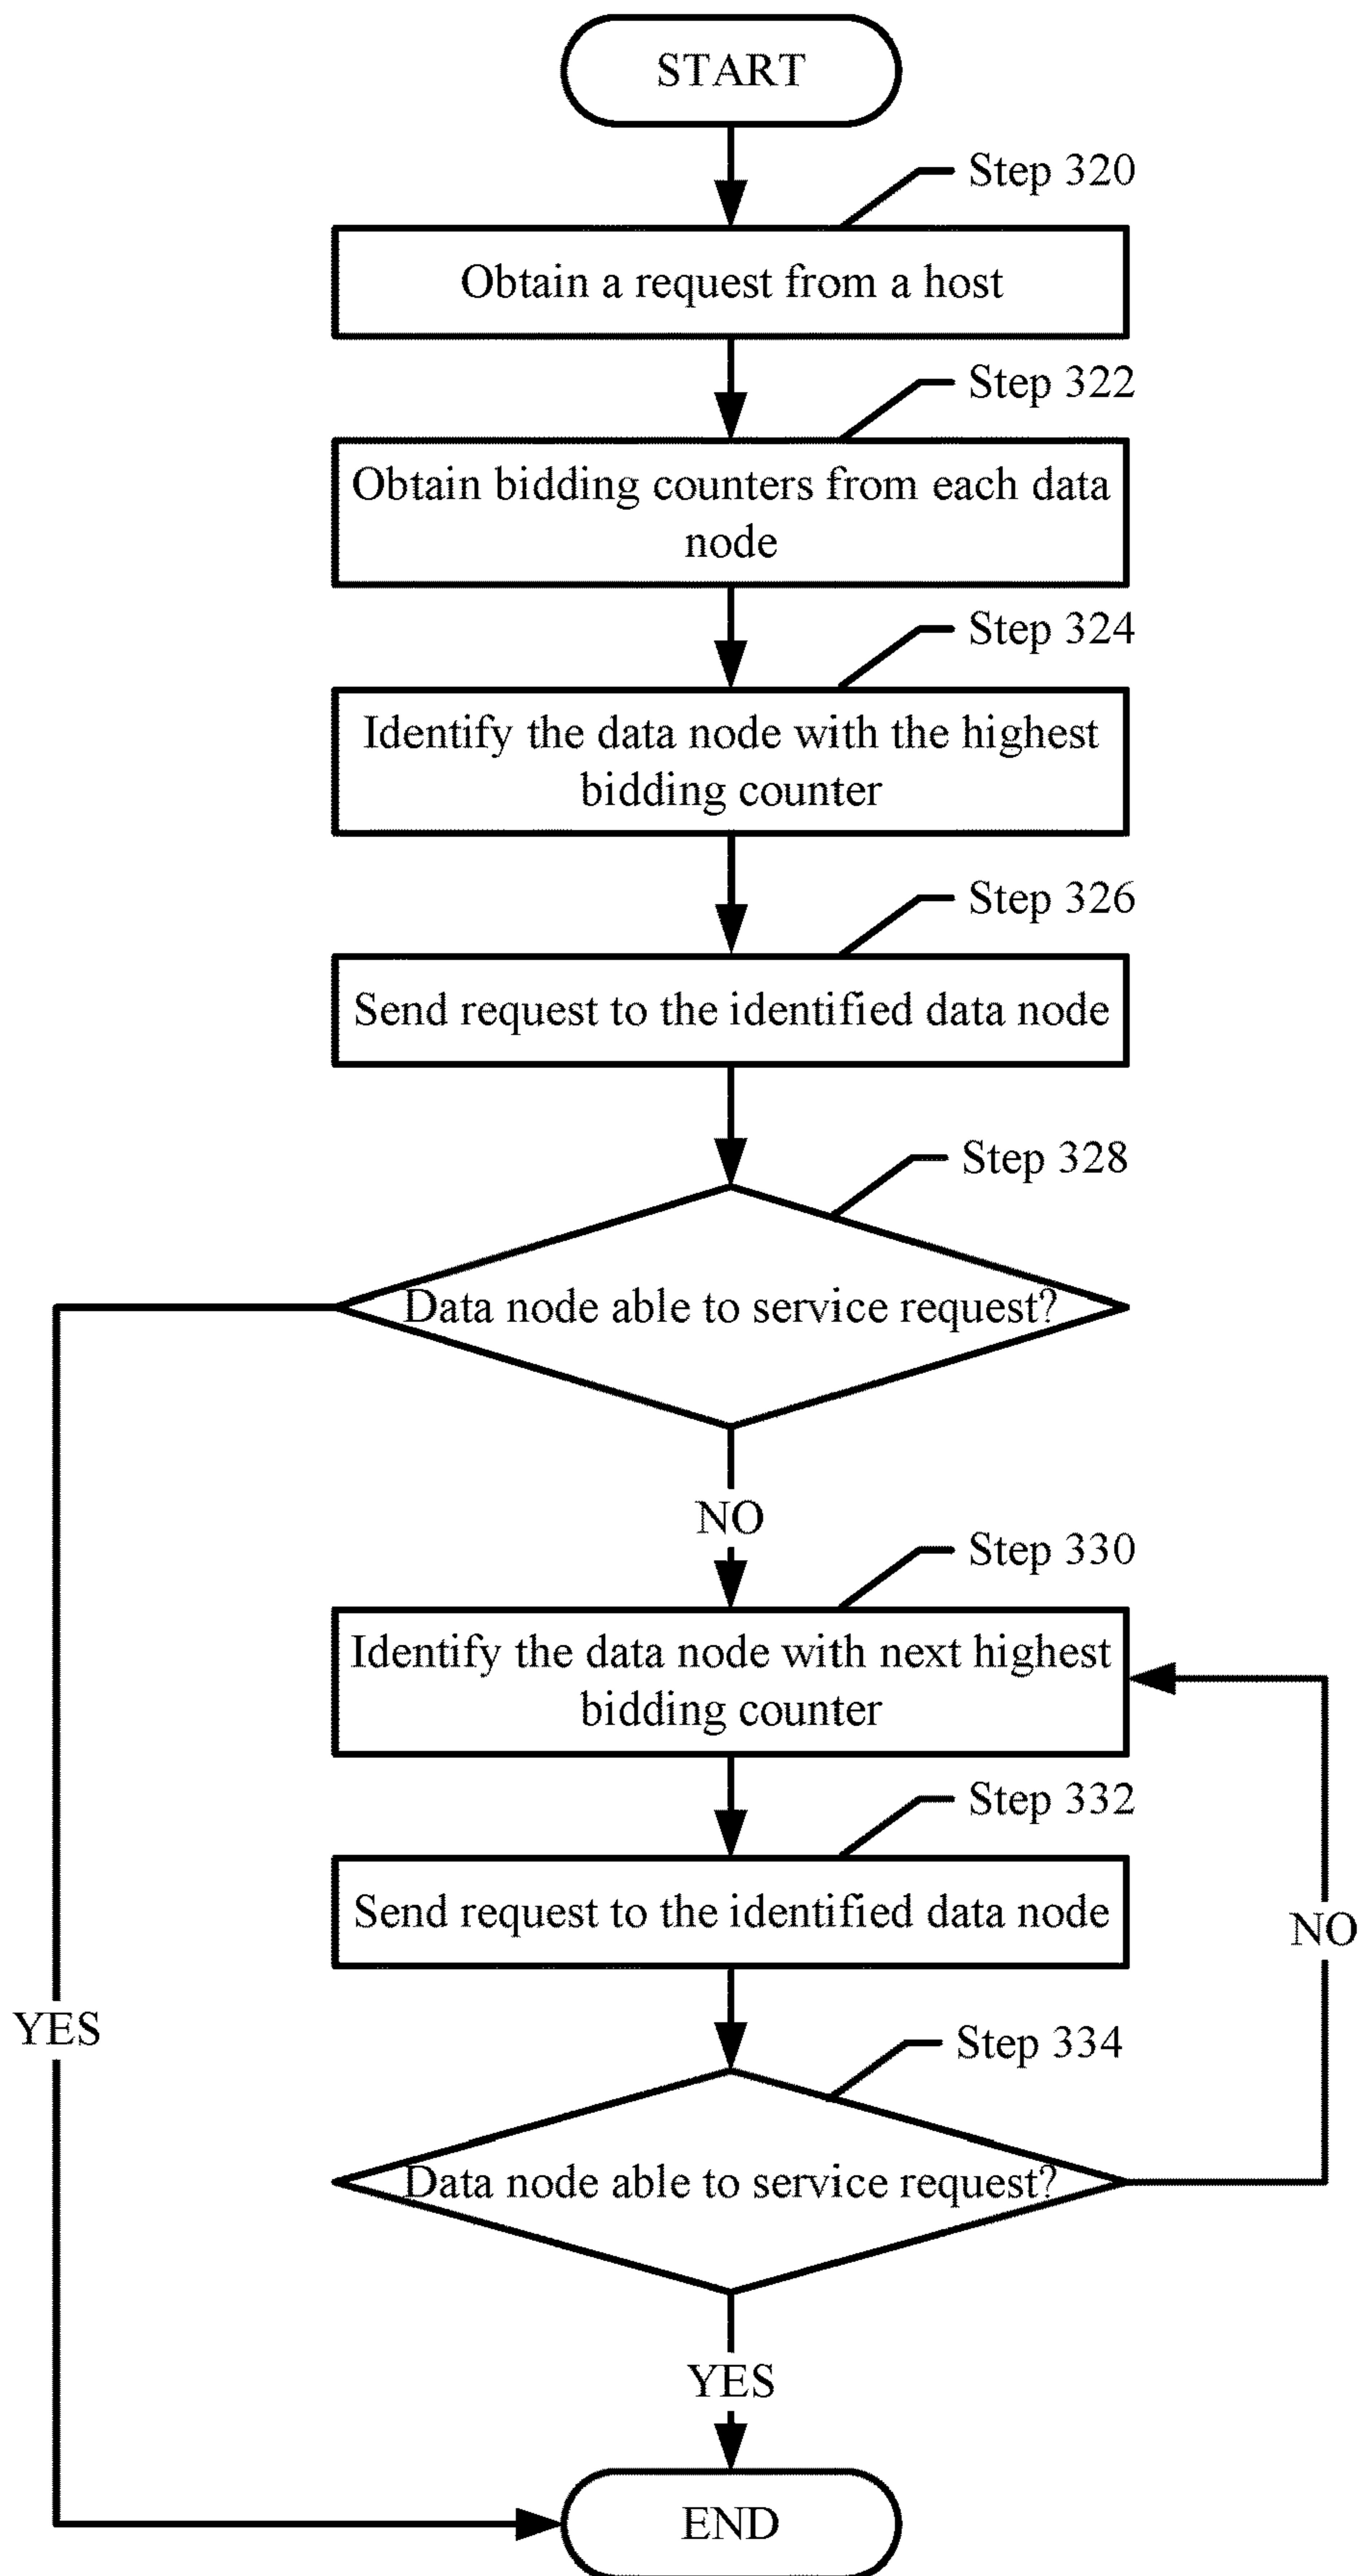 START
Step 320
Obtain a request from a host
Step 322
Obtain bidding counters from each data
node
Step 324
Identify the data node with the highest
bidding counter
Step 326
Send request to the identified data node
Step 328
Data node able to service request?
NO
Step 330
Identify the data node with next highest
bidding counter
Step 332
Send request to the identified data node
NO
YES
Step 334
Data node able to service request?
YES
END